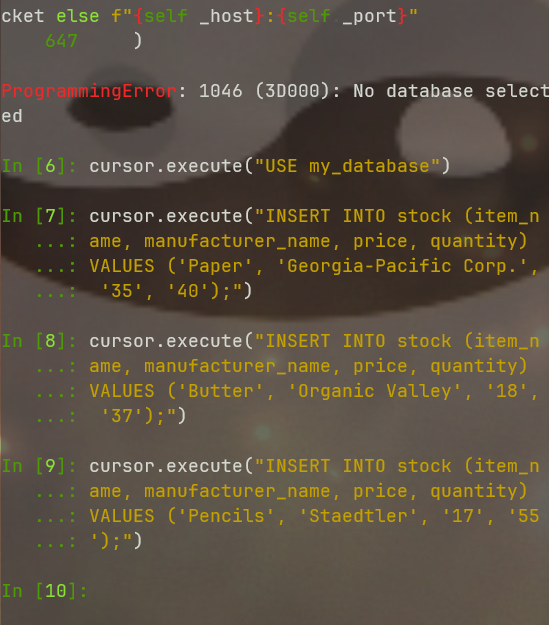 cket else f"{self _host}:{self _port}"
647 )
ProgrammingError: 1046 (3D000): No database select
ed
In [6]: cursor.execute("USE my_database")
In [7]: cursor.execute("INSERT INTO stock (item_n
...: ame, manufacturer_name, price, quantity)
...: VALUES ('Paper', 'Georgia-Pacific Corp.',
...: '35', '40');")
In [8]: cursor.execute("INSERT INTO stock (item_n
...: ame, manufacturer_name, price, quantity)
...: VALUES ('Butter', 'Organic Valley', '18',
...: '37');")
In [9]: cursor.execute("INSERT INTO stock (item_n
...: ame, manufacturer_name, price, quantity)
...: VALUES ('Pencils', 'Staedtler', '17', '55
...: ');")
In [10]: